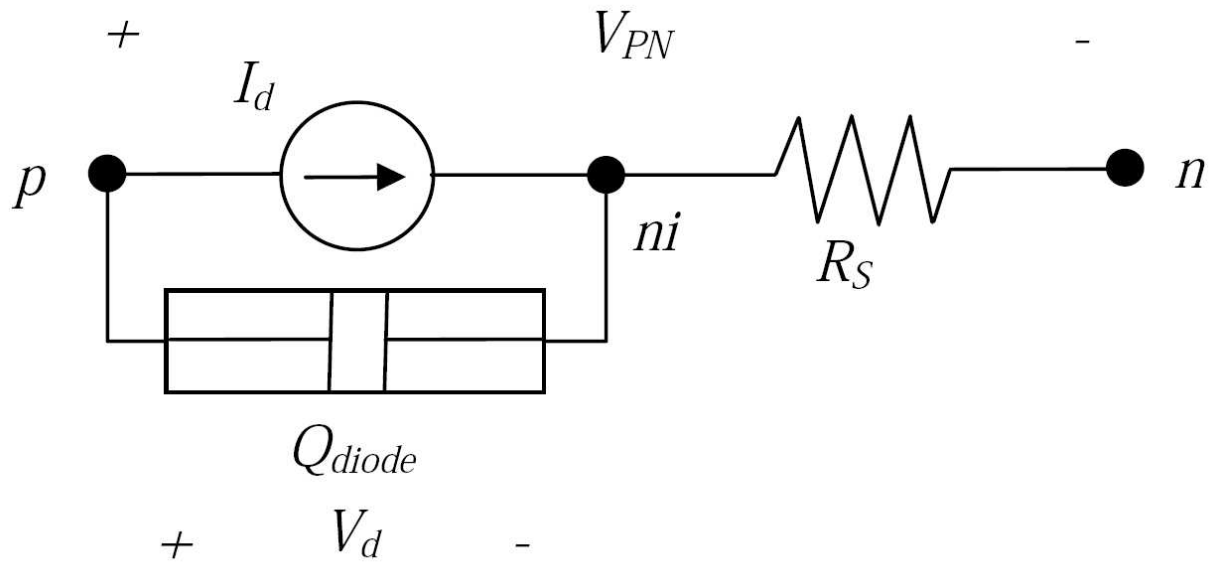 + V_PN -
I_d
p n
ni
R_S
Q_diode
+ V_d -